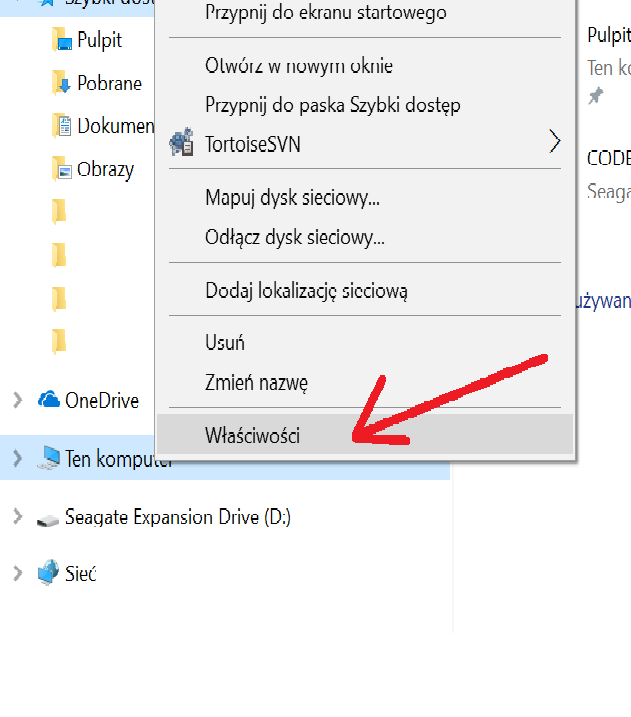 Szybki dost
Pulpit
Pobrane
Dokumen
Obrazy
OneDrive
Ten komputer
Seagate Expansion Drive (D:)
Sieć
Przypnij do ekranu startowego
Otwórz w nowym oknie
Przypnij do paska Szybki dostęp
TortoiseSVN
Mapuj dysk sieciowy...
Odłącz dysk sieciowy...
Dodaj lokalizację sieciową
Usuń
Zmień nazwę
Właściwości
Pulpit
Ten ko
CODE
Seaga
używan